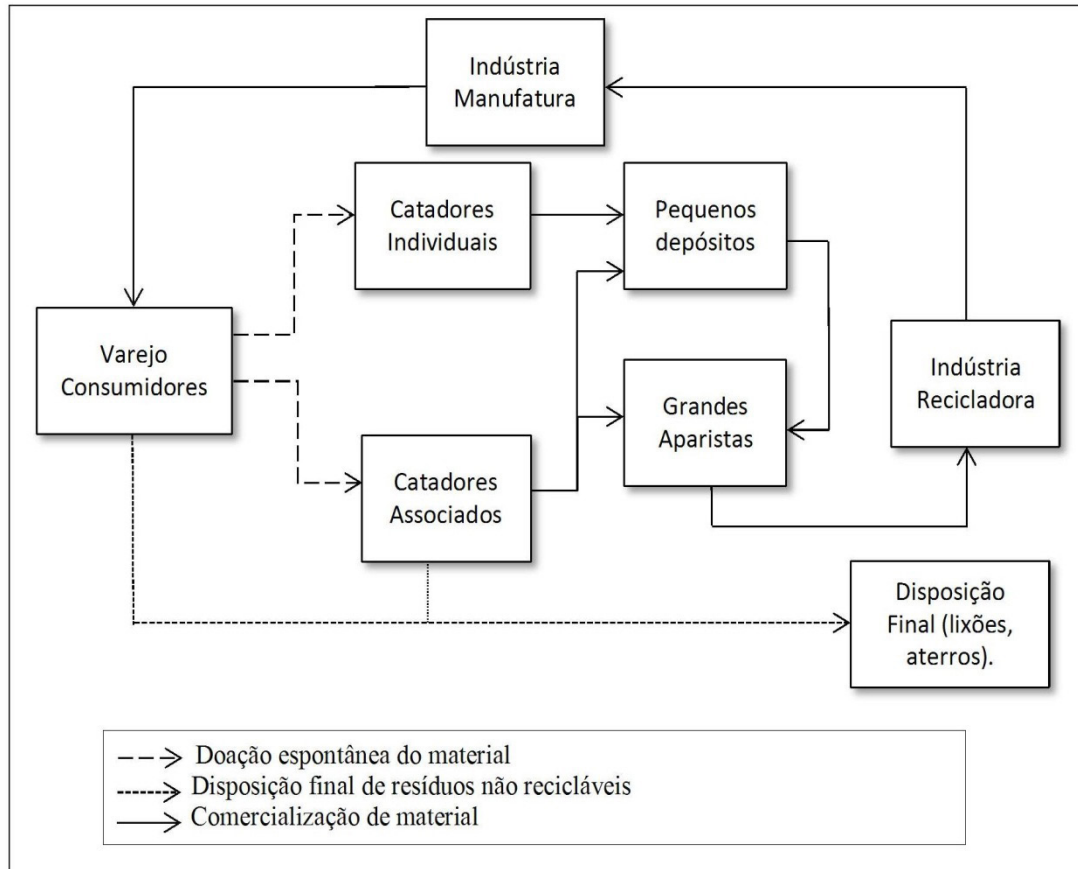 Indústria
Manufatura
Catadores
Individuais
Pequenos
depósitos
Varejo
Consumidores
Indústria
Recicladora
Grandes
Aparistas
Catadores
Associados
Disposição
Final (lixões,
aterros).
Doação espontânea do material
Disposição final de resíduos não recicláveis
Comercialização de material